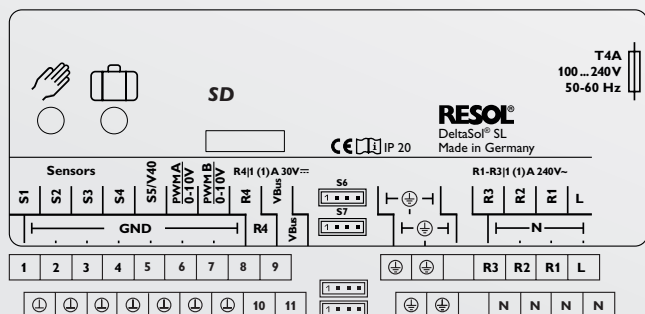 T4A
100 ... 240 V
50-60 Hz
SD
RESOL®
DeltaSol® SL
Made in Germany
CE i IP 20
Sensors
R4|1 (1) A 30V⎓
R1-R3|1 (1) A 240V~
S1 S2 S3 S4 S5/V40 PWM A 0-10V PWM B 0-10V R4 VBus S6 R3 R2 R1 L
S7
GND R4 VBus N
1 2 3 4 5 6 7 8 9 R3 R2 R1 L
1
1
10 11 N N N N